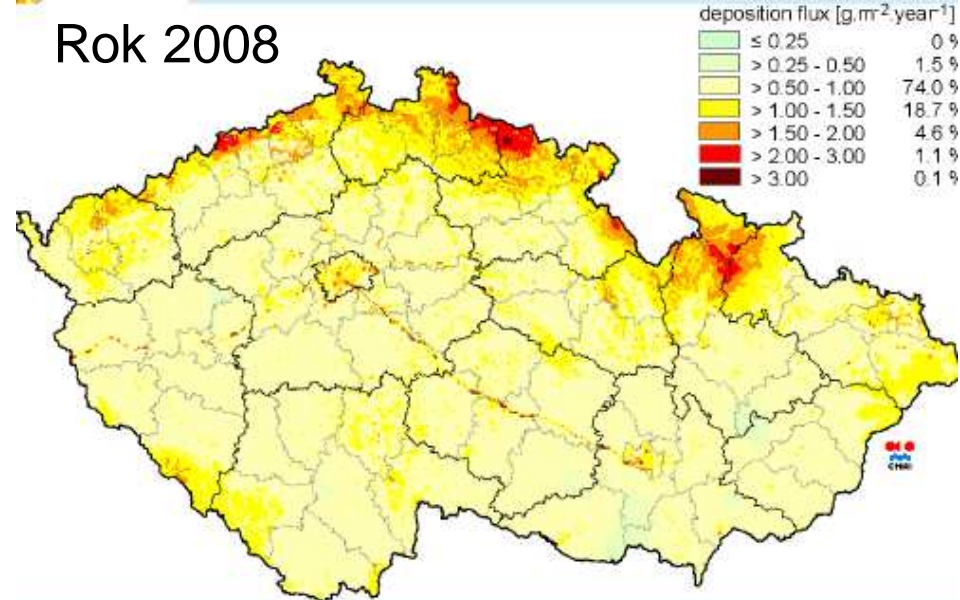 Rok 2008
deposition flux [g.m⁻².year⁻¹]
≤ 0.25 0 %
> 0.25 - 0.50 1.5 %
> 0.50 - 1.00 74.0 %
> 1.00 - 1.50 18.7 %
> 1.50 - 2.00 4.6 %
> 2.00 - 3.00 1.1 %
> 3.00 0.1 %
CHMI